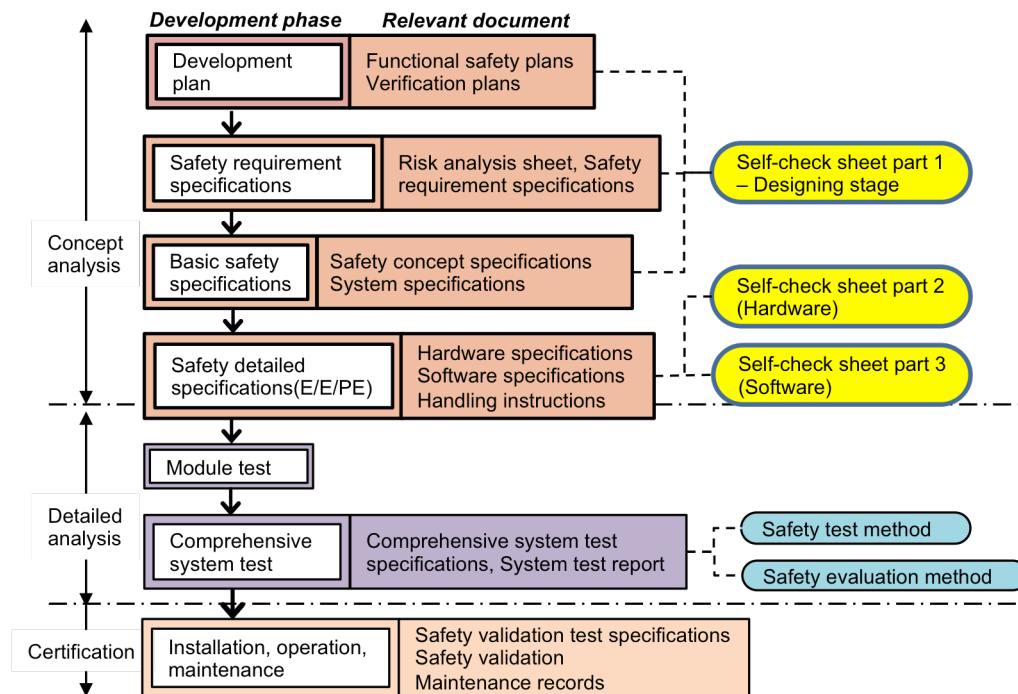 Development phase
Relevant document
Development
plan
Functional safety plans
Verification plans
Safety requirement
specifications
Risk analysis sheet, Safety
requirement specifications
Self-check sheet part 1
– Designing stage
Concept
analysis
Basic safety
specifications
Safety concept specifications
System specifications
Self-check sheet part 2
(Hardware)
Safety detailed
specifications(E/E/PE)
Hardware specifications
Software specifications
Handling instructions
Self-check sheet part 3
(Software)
Module test
Detailed
analysis
Comprehensive
system test
Comprehensive system test
specifications, System test report
Safety test method
Safety evaluation method
Certification
Installation, operation,
maintenance
Safety validation test specifications
Safety validation
Maintenance records